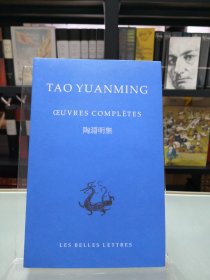 TAO YUANMING
ŒUVRES COMPLÈTES
陶淵明集
LES BELLES LETTRES